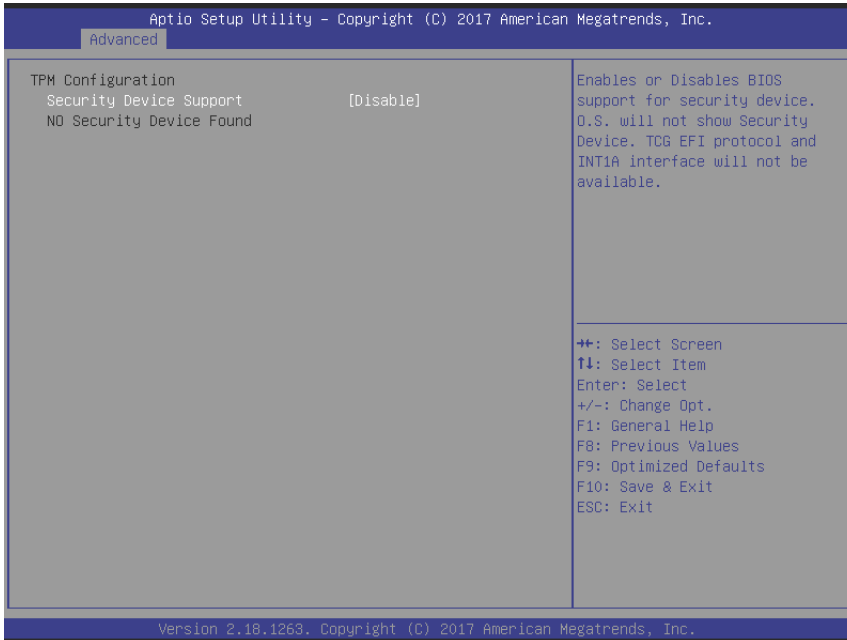 Aptio Setup Utility – Copyright (C) 2017 American Megatrends, Inc.
Advanced
TPM Configuration
Security Device Support [Disable]
NO Security Device Found
Enables or Disables BIOS
support for security device.
O.S. will not show Security
Device. TCG EFI protocol and
INT1A interface will not be
available.
→←: Select Screen
↑↓: Select Item
Enter: Select
+/-: Change Opt.
F1: General Help
F8: Previous Values
F9: Optimized Defaults
F10: Save & Exit
ESC: Exit
Version 2.18.1263. Copyright (C) 2017 American Megatrends, Inc.